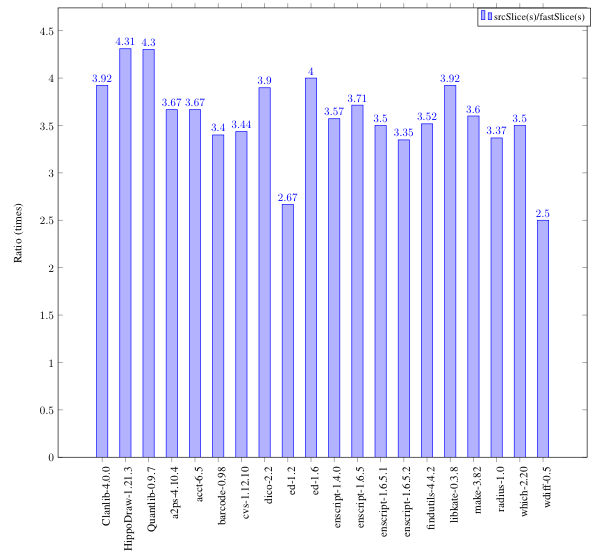 srcSlice(s)/fastSlice(s)
Ratio (times)
4.5
4
3.5
3
2.5
2
1.5
1
0.5
0
3.92
4.31
4.3
3.67
3.67
3.4
3.44
3.9
2.67
4
3.57
3.71
3.5
3.35
3.52
3.92
3.6
3.37
3.5
2.5
Clanlib-4.0.0
HippoDraw-1.21.3
Quantlib-0.9.7
a2ps-4.10.4
acct-6.5
barcode-0.98
cvs-1.12.10
dico-2.2
ed-1.2
ed-1.6
enscript-1.4.0
enscript-1.6.5
enscript-1.6.5.1
enscript-1.6.5.2
findutils-4.4.2
libkate-0.3.8
make-3.82
radius-1.0
which-2.20
wdiff-0.5